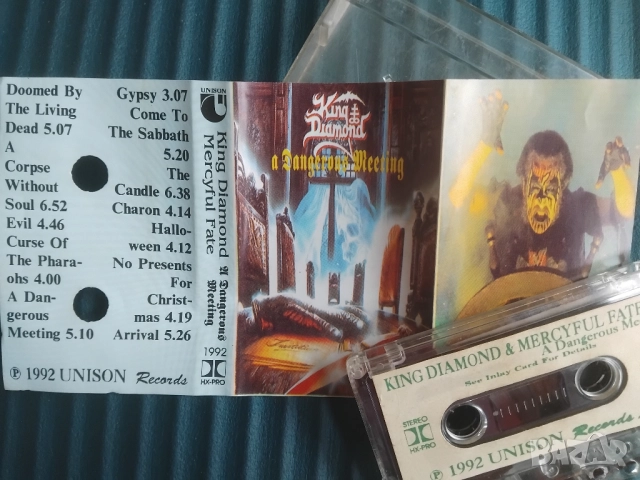 Doomed By
The Living
Dead 5.07
A
Corpse
Without
Soul 6.52
Evil 4.46
Curse Of
The Phara-
ohs 4.00
A Dan-
gerous
Meeting 5.10
Gypsy 3.07
Come To
The Sabbath
5.20
The
Candle 6.38
Charon 4.14
Hallo-
ween 4.12
No Presents
For
Christ-
mas 4.19
Arrival 5.26
℗ 1992 UNISON Records
UNISON
King Diamond
Mercyful Fate
A Dangerous
Meeting
1992
HX-PRO
King
Diamond
a Dangerous Meeting
KING DIAMOND & MERCYFUL FATE
A Dangerous Me
See Inlay Card For Details
STEREO
HX-PRO
℗ 1992 UNISON Records
BAZAR